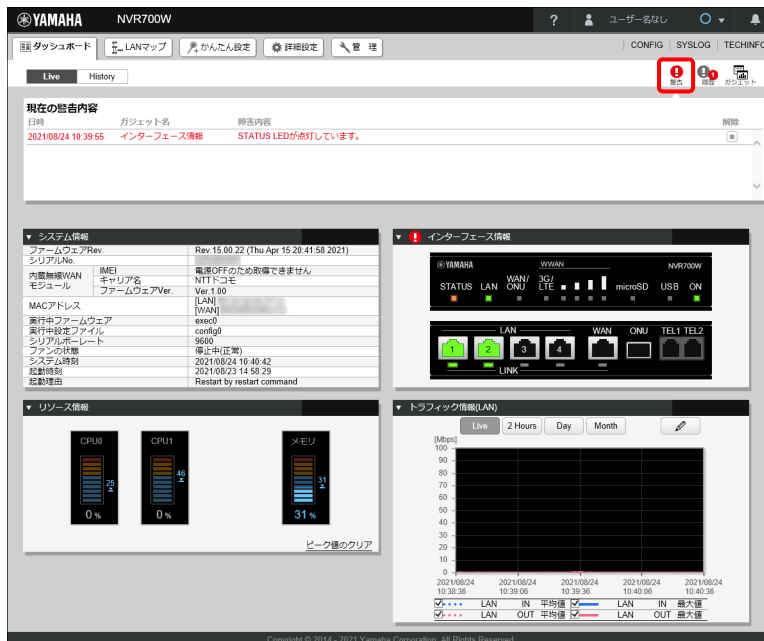 YAMAHA NVR700W ? ユーザー名なし
ダッシュボード LANマップ かんたん設定 詳細設定 管 理 CONFIG SYSLOG TECHINFO
Live History 警告 履歴 1 ガジェット
現在の警告内容
日時 ガジェット名 障害内容 解除
2021/08/24 10:39:55 インターフェース情報 STATUS LEDが点灯しています。
▼ システム情報
ファームウェアRev. Rev.15.00.22 (Thu Apr 15 20:41:58 2021)
シリアルNo.
内蔵無線WANモジュール IMEI 電源OFFのため取得できません
キャリア名 NTTドコモ
ファームウェアVer. Ver.1.00
MACアドレス [LAN]
[WAN]
実行中ファームウェア exec0
実行中設定ファイル config0
シリアルボーレート 9600
ファンの状態 停止中(正常)
システム時刻 2021/08/24 10:40:42
起動時刻 2021/08/23 14:58:29
起動理由 Restart by restart command
▼ インターフェース情報
YAMAHA WWAN NVR700W
STATUS LAN WAN/ONU 3G/LTE microSD USB ON
LAN WAN ONU TEL1 TEL2
1 2 3 4
LINK
▼ リソース情報
CPU0 CPU1 メモリ
25 46 31
0 % 0 % 31 %
ピーク値のクリア
▼ トラフィック情報(LAN)
Live 2 Hours Day Month
[Mbps]
100
90
80
70
60
50
40
30
20
10
0
2021/08/24 2021/08/24 2021/08/24 2021/08/24 2021/08/24
10:38:36 10:39:06 10:39:36 10:40:06 10:40:36
LAN IN 平均値 LAN IN 最大値
LAN OUT 平均値 LAN OUT 最大値
Copyright © 2014 - 2021 Yamaha Corporation. All Rights Reserved.